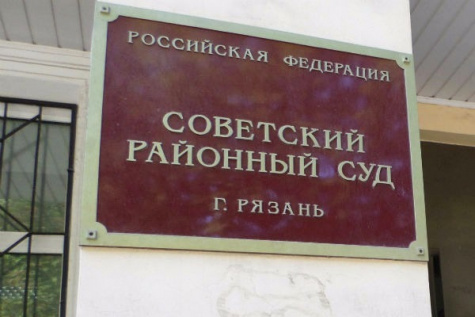 РОССИЙСКАЯ ФЕДЕРАЦИЯ
СОВЕТСКИЙ
РАЙОННЫЙ СУД
Г. РЯЗАНЬ